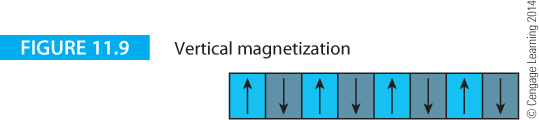 FIGURE 11.9 Vertical magnetization
© Cengage Learning 2014